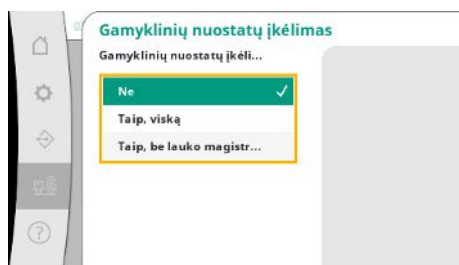 Gamyklinių nuostatų įkėlimas
Gamyklinių nuostatų įkėli...
Ne
Taip, viską
Taip, be lauko magistr...